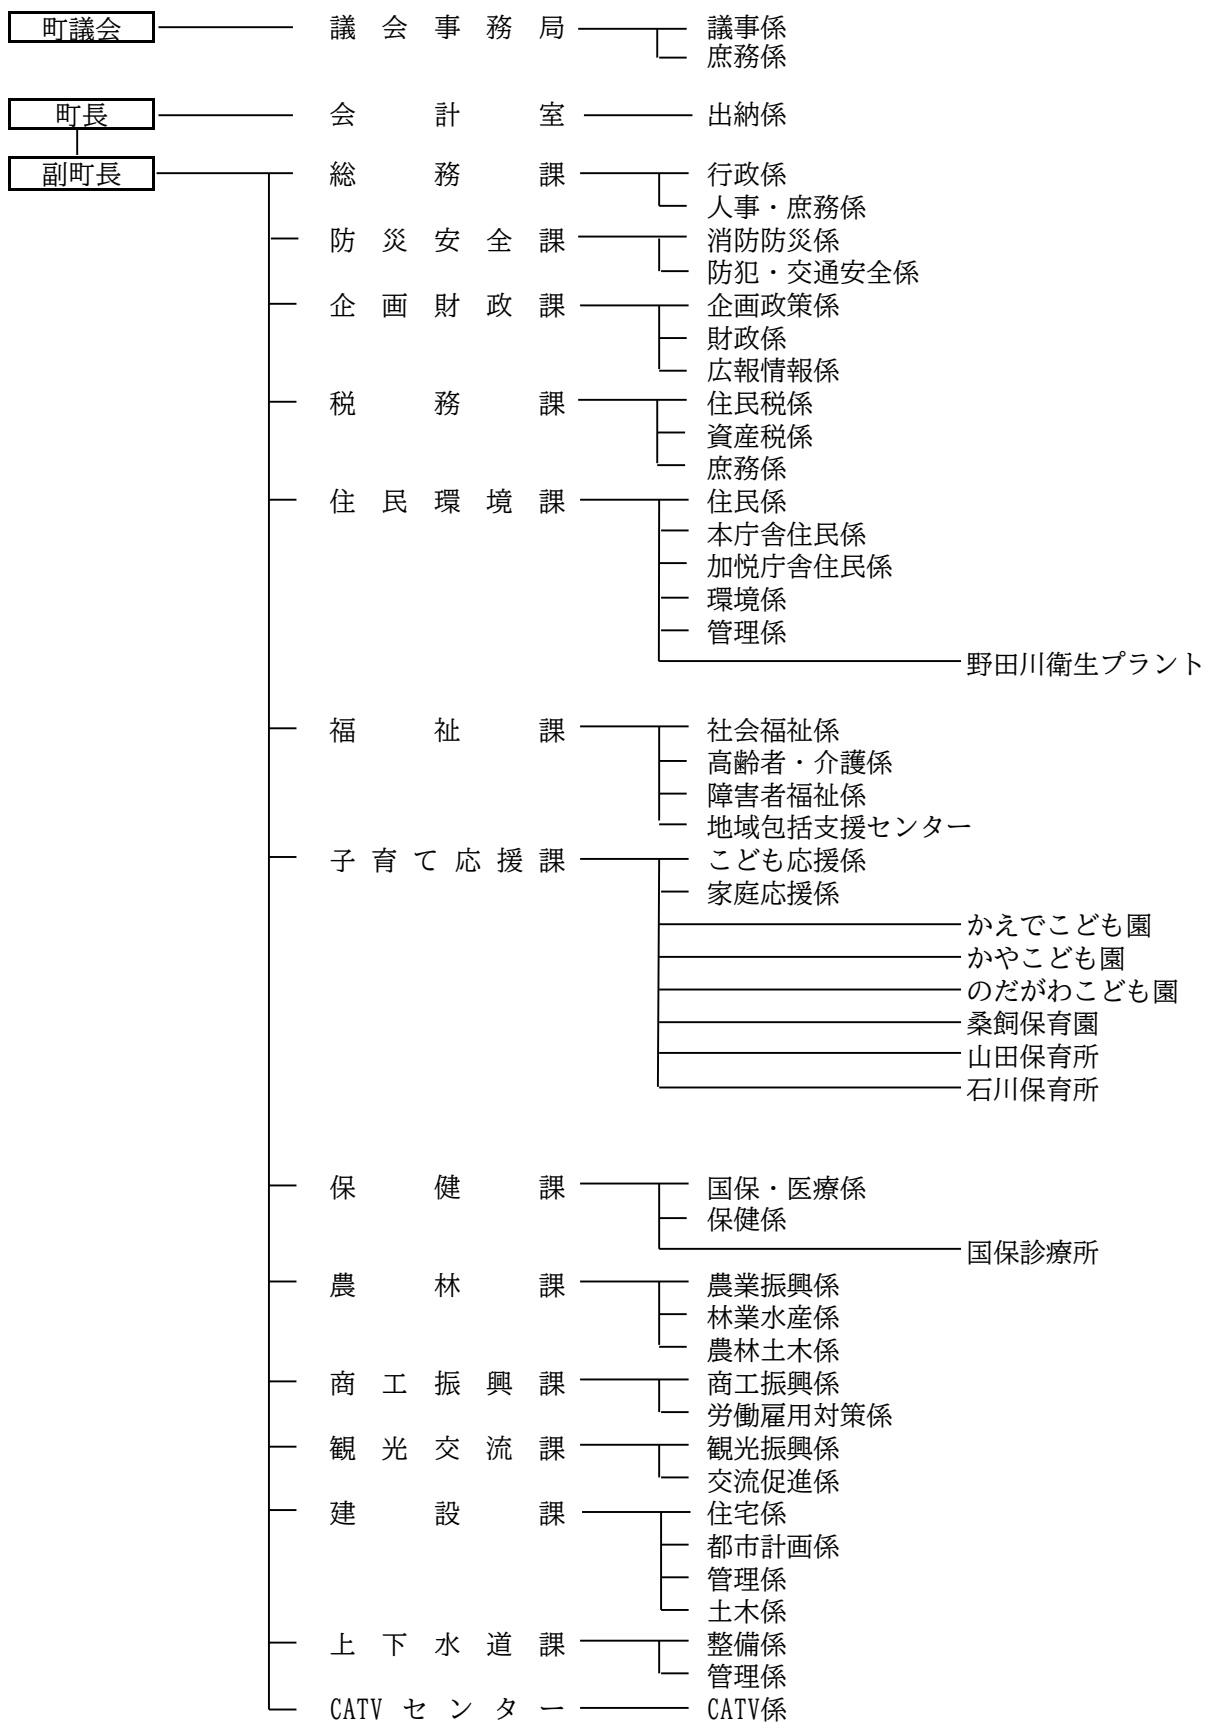 町議会 議会事務局 議事係
庶務係
町長 会計室 出納係
副町長 総務課 行政係
人事・庶務係
防災安全課 消防防災係
防犯・交通安全係
企画財政課 企画政策係
財政係
広報情報係
税務課 住民税係
資産税係
庶務係
住民環境課 住民係
本庁舎住民係
加悦庁舎住民係
環境係
管理係
野田川衛生プラント
福祉課 社会福祉係
高齢者・介護係
障害者福祉係
地域包括支援センター
子育て応援課 こども応援係
家庭応援係
かえでこども園
かやこども園
のだがわこども園
桑飼保育園
山田保育所
石川保育所
保健課 国保・医療係
保健係
国保診療所
農林課 農業振興係
林業水産係
農林土木係
商工振興課 商工振興係
労働雇用対策係
観光交流課 観光振興係
交流促進係
建設課 住宅係
都市計画係
管理係
土木係
上下水道課 整備係
管理係
CATVセンター CATV係